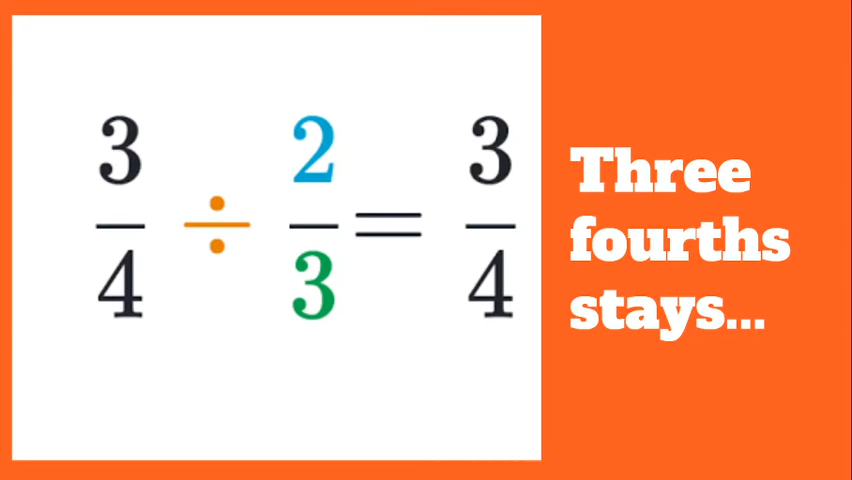 3/4 ÷ 2/3 = 3/4
Three
fourths
stays...